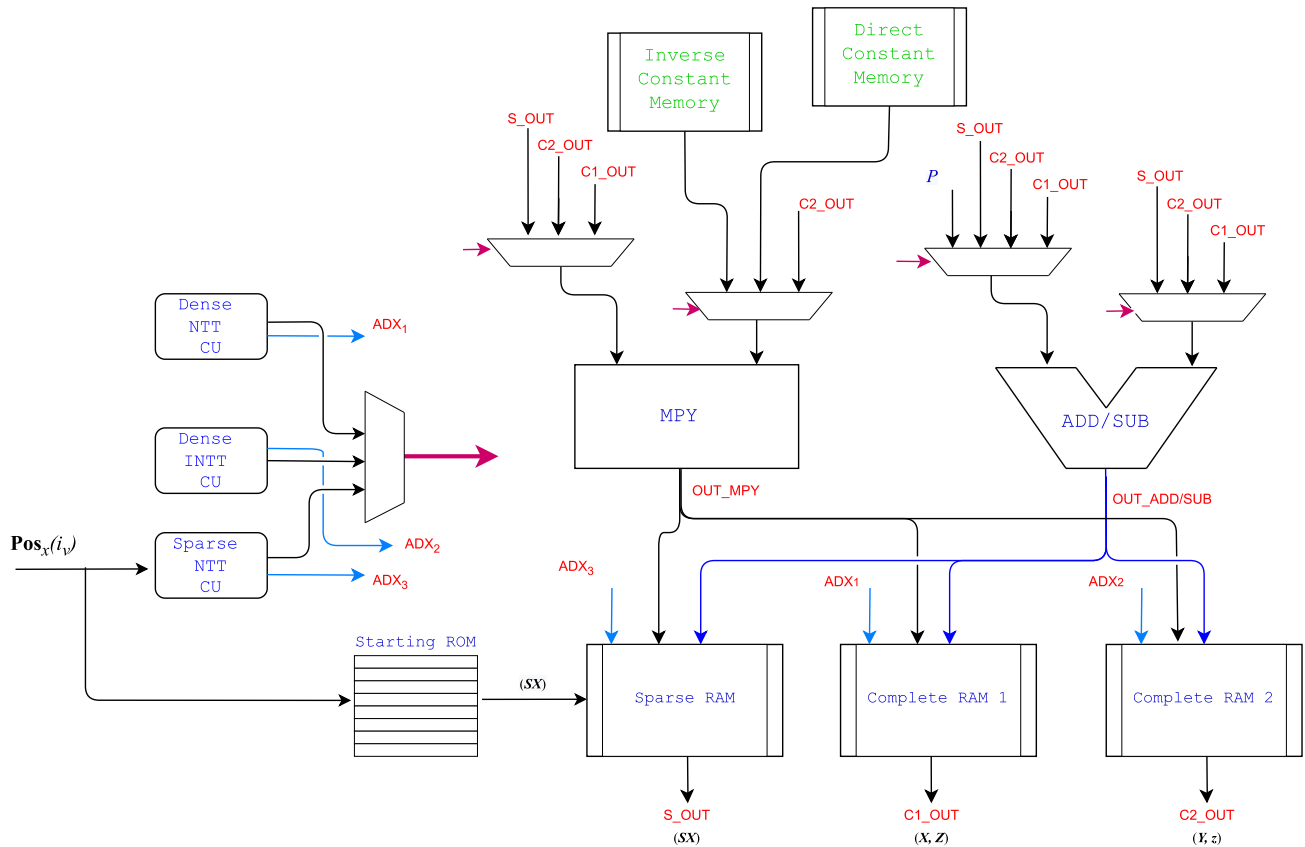 Direct
Constant
Memory
Inverse
Constant
Memory
S_OUT
C2_OUT
C1_OUT
C2_OUT
S_OUT
C2_OUT
C1_OUT
P
S_OUT
C2_OUT
C1_OUT
Dense
NTT
CU
ADX1
Dense
INTT
CU
ADX2
Posx(iv)
Sparse
NTT
CU
ADX3
MPY
ADD/SUB
OUT_MPY
OUT_ADD/SUB
ADX3
ADX1
ADX2
Starting ROM
(SX)
Sparse RAM
Complete RAM 1
Complete RAM 2
S_OUT
(SX)
C1_OUT
(X, Z)
C2_OUT
(Y, z)